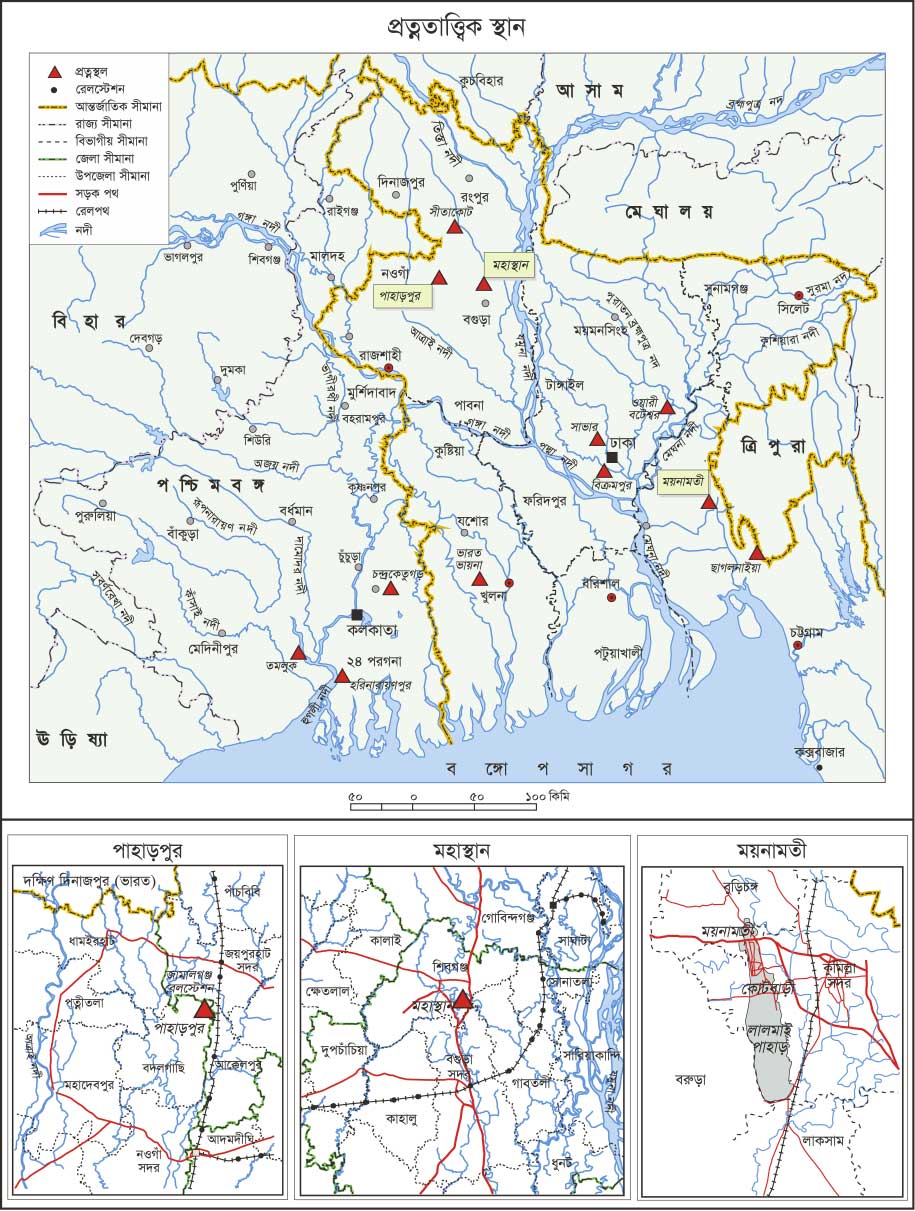 প্রত্নতাত্ত্বিক স্থান
প্রত্নস্থল
রেলস্টেশন
আন্তর্জাতিক সীমানা
রাজ্য সীমানা
বিভাগীয় সীমানা
জেলা সীমানা
উপজেলা সীমানা
সড়ক পথ
রেলপথ
নদী
কুচবিহার
আ সা ম
ব্রহ্মপুত্র নদ
তিস্তা নদী
পুর্ণিয়া
দিনাজপুর
রংপুর
রাইগঞ্জ
সীতাকোট
মে ঘা ল য়
গঙ্গা নদী
ভাগলপুর
শিবগঞ্জ
মালদহ
নওগাঁ
মহাস্থান
পাহাড়পুর
বগুড়া
সুনামগঞ্জ
সুরমা নদী
সিলেট
বি হা র
দেবগড়
আত্রাই নদী
যমুনা নদী
ময়মনসিংহ
পুরাতন ব্রহ্মপুত্র নদ
কুশিয়ারা নদী
রাজশাহী
দুমকা
ভাগীরথী নদী
মুর্শিদাবাদ
বহরামপুর
পাবনা
টাঙ্গাইল
ওয়ারী
বটেশ্বর
শিউরি
গঙ্গা নদী
কুষ্টিয়া
সাভার
ঢাকা
মেঘনা নদী
ত্রি পু রা
অজয় নদী
পদ্মা নদী
বিক্রমপুর
ময়নামতী
প শ্চি ম ব ঙ্গ
কৃষ্ণনগর
ফরিদপুর
পুরুলিয়া
রূপনারায়ণ নদী
বাঁকুড়া
বর্ধমান
যশোর
দামোদর নদী
চুঁচুড়া
চন্দ্রকেতুগড়
ভারত
ভায়না
খুলনা
মেঘনা নদী
ছাগলনাইয়া
বরিশাল
সুবর্ণরেখা নদী
কাঁসাই নদী
মেদিনীপুর
কলকাতা
চট্টগ্রাম
তমলুক
২৪ পরগনা
হরিনারায়ণপুর
পটুয়াখালী
হুগলী নদী
ঊ ড়ি ষ্যা
ব ঙ্গো প সা গ র
কক্সবাজার
৫০ ০ ৫০ ১০০ কিমি
পাহাড়পুর
দক্ষিণ দিনাজপুর (ভারত)
পাঁচবিবি
ধামইরহাট
জয়পুরহাট
সদর
জামালগঞ্জ
রেলস্টেশন
পত্নীতলা
পাহাড়পুর
আত্রাই নদী
বদলগাছি
আক্কেলপুর
মহাদেবপুর
আদমদীঘি
নওগাঁ
সদর
মহাস্থান
গোবিন্দগঞ্জ
কালাই
সাঘাটা
শিবগঞ্জ
ক্ষেতলাল
সোনাতলা
মহাস্থান
দুপচাঁচিয়া
বগুড়া
সদর
সারিয়াকান্দি
গাবতলী
যমুনা নদী
কাহালু
ধুনট
ময়নামতী
বুড়িচঙ্গ
ময়নামতী
কুমিল্লা
সদর
কোটবাড়ী
লালমাই
পাহাড়
বরুড়া
লাকসাম